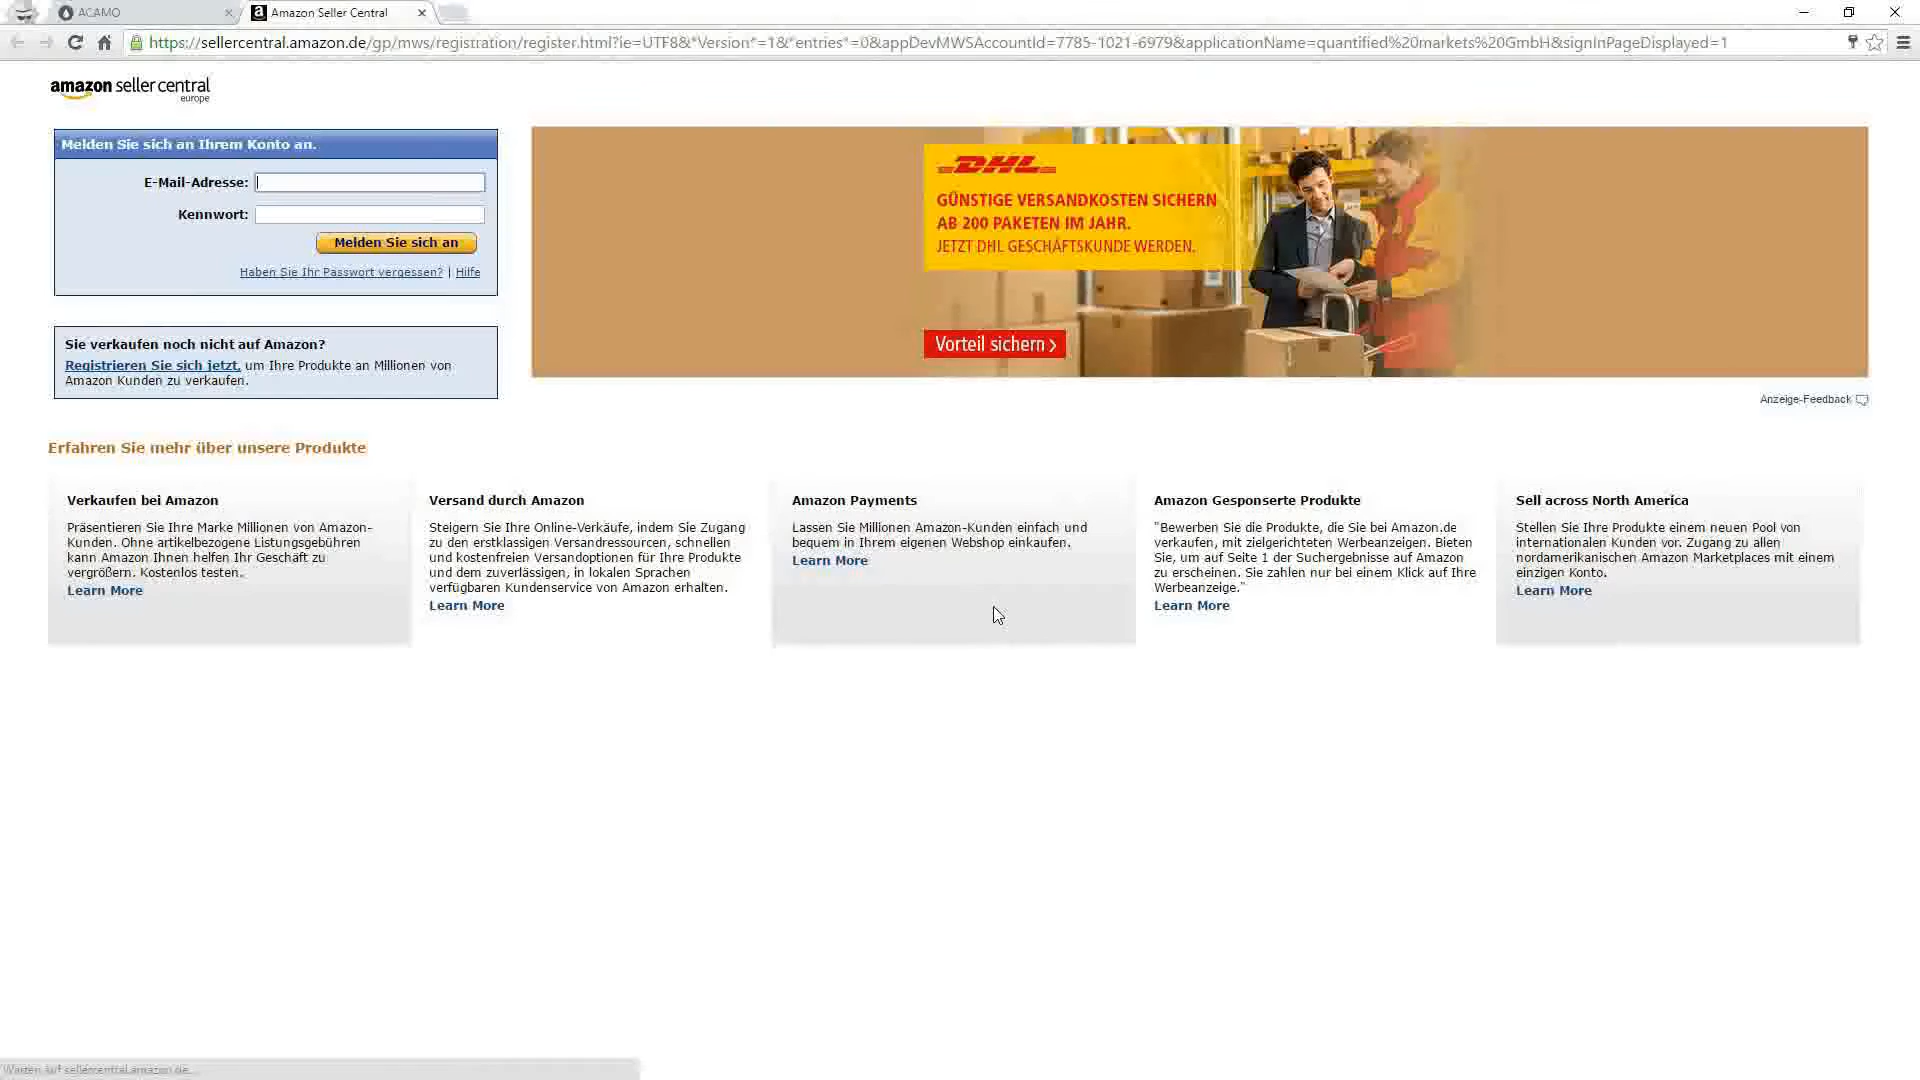 ACAMO
Amazon Seller Central
https://sellercentral.amazon.de/gp/mws/registration/register.html?ie=UTF8&*Version*=1&*entries*=0&appDevMWSAccountId=7785-1021-6979&applicationName=quantified%20markets%20GmbH&signInPageDisplayed=1
amazon seller central
europe
Melden Sie sich an Ihrem Konto an.
E-Mail-Adresse:
Kennwort:
Melden Sie sich an
Haben Sie Ihr Passwort vergessen? | Hilfe
Sie verkaufen noch nicht auf Amazon?
Registrieren Sie sich jetzt, um Ihre Produkte an Millionen von
Amazon Kunden zu verkaufen.
DHL
GÜNSTIGE VERSANDKOSTEN SICHERN
AB 200 PAKETEN IM JAHR.
JETZT DHL GESCHÄFTSKUNDE WERDEN.
Vorteil sichern >
Anzeige-Feedback
Erfahren Sie mehr über unsere Produkte
Verkaufen bei Amazon
Präsentieren Sie Ihre Marke Millionen von Amazon-
Kunden. Ohne artikelbezogene Listungsgebühren
kann Amazon Ihnen helfen Ihr Geschäft zu
vergrößern. Kostenlos testen.
Learn More
Versand durch Amazon
Steigern Sie Ihre Online-Verkäufe, indem Sie Zugang
zu den erstklassigen Versandressourcen, schnellen
und kostenfreien Versandoptionen für Ihre Produkte
und dem zuverlässigen, in lokalen Sprachen
verfügbaren Kundenservice von Amazon erhalten.
Learn More
Amazon Payments
Lassen Sie Millionen Amazon-Kunden einfach und
bequem in Ihrem eigenen Webshop einkaufen.
Learn More
Amazon Gesponserte Produkte
"Bewerben Sie die Produkte, die Sie bei Amazon.de
verkaufen, mit zielgerichteten Werbeanzeigen. Bieten
Sie, um auf Seite 1 der Suchergebnisse auf Amazon
zu erscheinen. Sie zahlen nur bei einem Klick auf Ihre
Werbeanzeige."
Learn More
Sell across North America
Stellen Sie Ihre Produkte einem neuen Pool von
internationalen Kunden vor. Zugang zu allen
nordamerikanischen Amazon Marketplaces mit einem
einzigen Konto.
Learn More
Warten auf sellercentral.amazon.de...